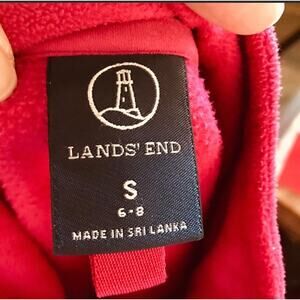 LANDS' END
S
6-8
MADE IN SRI LANKA